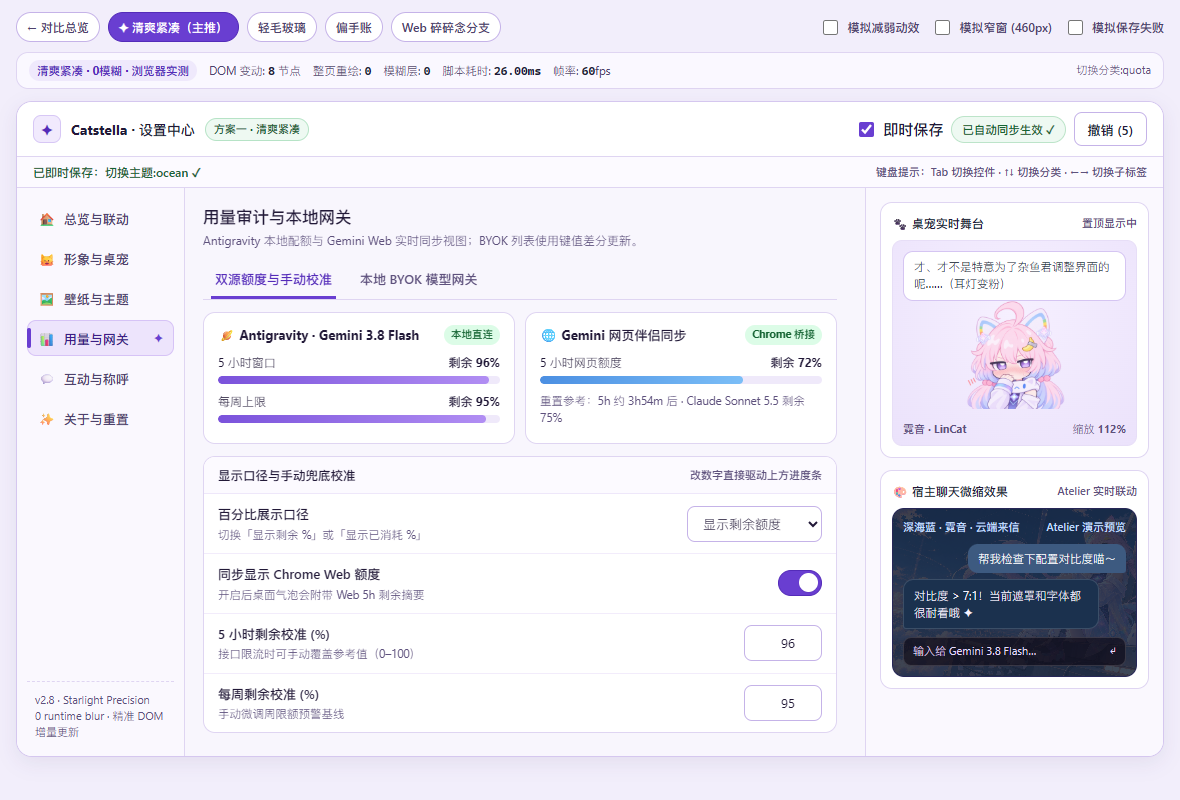 ← 对比总览
✦ 清爽紧凑（主推）
轻毛玻璃
偏手账
Web 碎碎念分支
模拟减弱动效
模拟窄窗 (460px)
模拟保存失败
清爽紧凑 · 0模糊 · 浏览器实测
DOM 变动: 8 节点
整页重绘: 0
模糊层: 0
脚本耗时: 26.00ms
帧率: 60fps
切换分类:quota
✦
Catstella · 设置中心
方案一 · 清爽紧凑
即时保存
已自动同步生效 ✓
撤销 (5)
已即时保存：切换主题:ocean ✓
键盘提示：Tab 切换控件 · ↑↓ 切换分类 · ←→ 切换子标签
总览与联动
形象与桌宠
壁纸与主题
用量与网关 ✦
互动与称呼
关于与重置
v2.8 · Starlight Precision
0 runtime blur · 精准 DOM
增量更新
用量审计与本地网关
Antigravity 本地配额与 Gemini Web 实时同步视图；BYOK 列表使用键值差分更新。
双源额度与手动校准
本地 BYOK 模型网关
Antigravity · Gemini 3.8 Flash
本地直连
5 小时窗口
剩余 96%
每周上限
剩余 95%
Gemini 网页伴侣同步
Chrome 桥接
5 小时网页额度
剩余 72%
重置参考：5h 约 3h54m 后 · Claude Sonnet 5.5 剩余
75%
显示口径与手动兜底校准
改数字直接驱动上方进度条
百分比展示口径
切换「显示剩余 %」或「显示已消耗 %」
显示剩余额度
同步显示 Chrome Web 额度
开启后桌面气泡会附带 Web 5h 剩余摘要
5 小时剩余校准 (%)
接口限流时可手动覆盖参考值（0–100）
96
每周剩余校准 (%)
手动微调周限额预警基线
95
桌宠实时舞台
置顶显示中
才、才不是特意为了杂鱼君调整界面的
呢……（耳灯变粉）
霓音 · LinCat
缩放 112%
宿主聊天微缩效果
Atelier 实时联动
深海蓝 · 霓音 · 云端来信
Atelier 演示预览
帮我检查下配置对比度喵～
对比度 > 7:1！当前遮罩和字体都
很耐看哦 ✦
输入给 Gemini 3.8 Flash...
↲